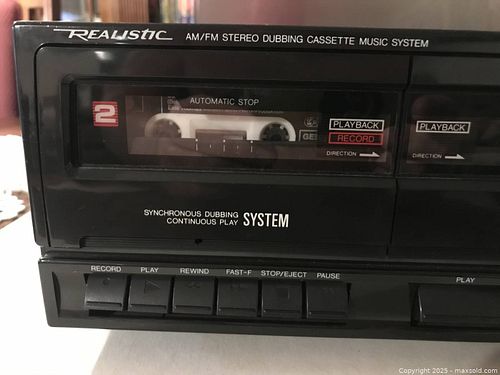 REALISTIC AM/FM STEREO DUBBING CASSETTE MUSIC SYSTEM
2 AUTOMATIC STOP
GE
PLAYBACK PLAYBACK
RECORD
DIRECTION DIRECTION
SYNCHRONOUS DUBBING
CONTINUOUS PLAY SYSTEM
RECORD PLAY REWIND FAST-F STOP/EJECT PAUSE PLAY
Copyright © 2025 - maxsold.com